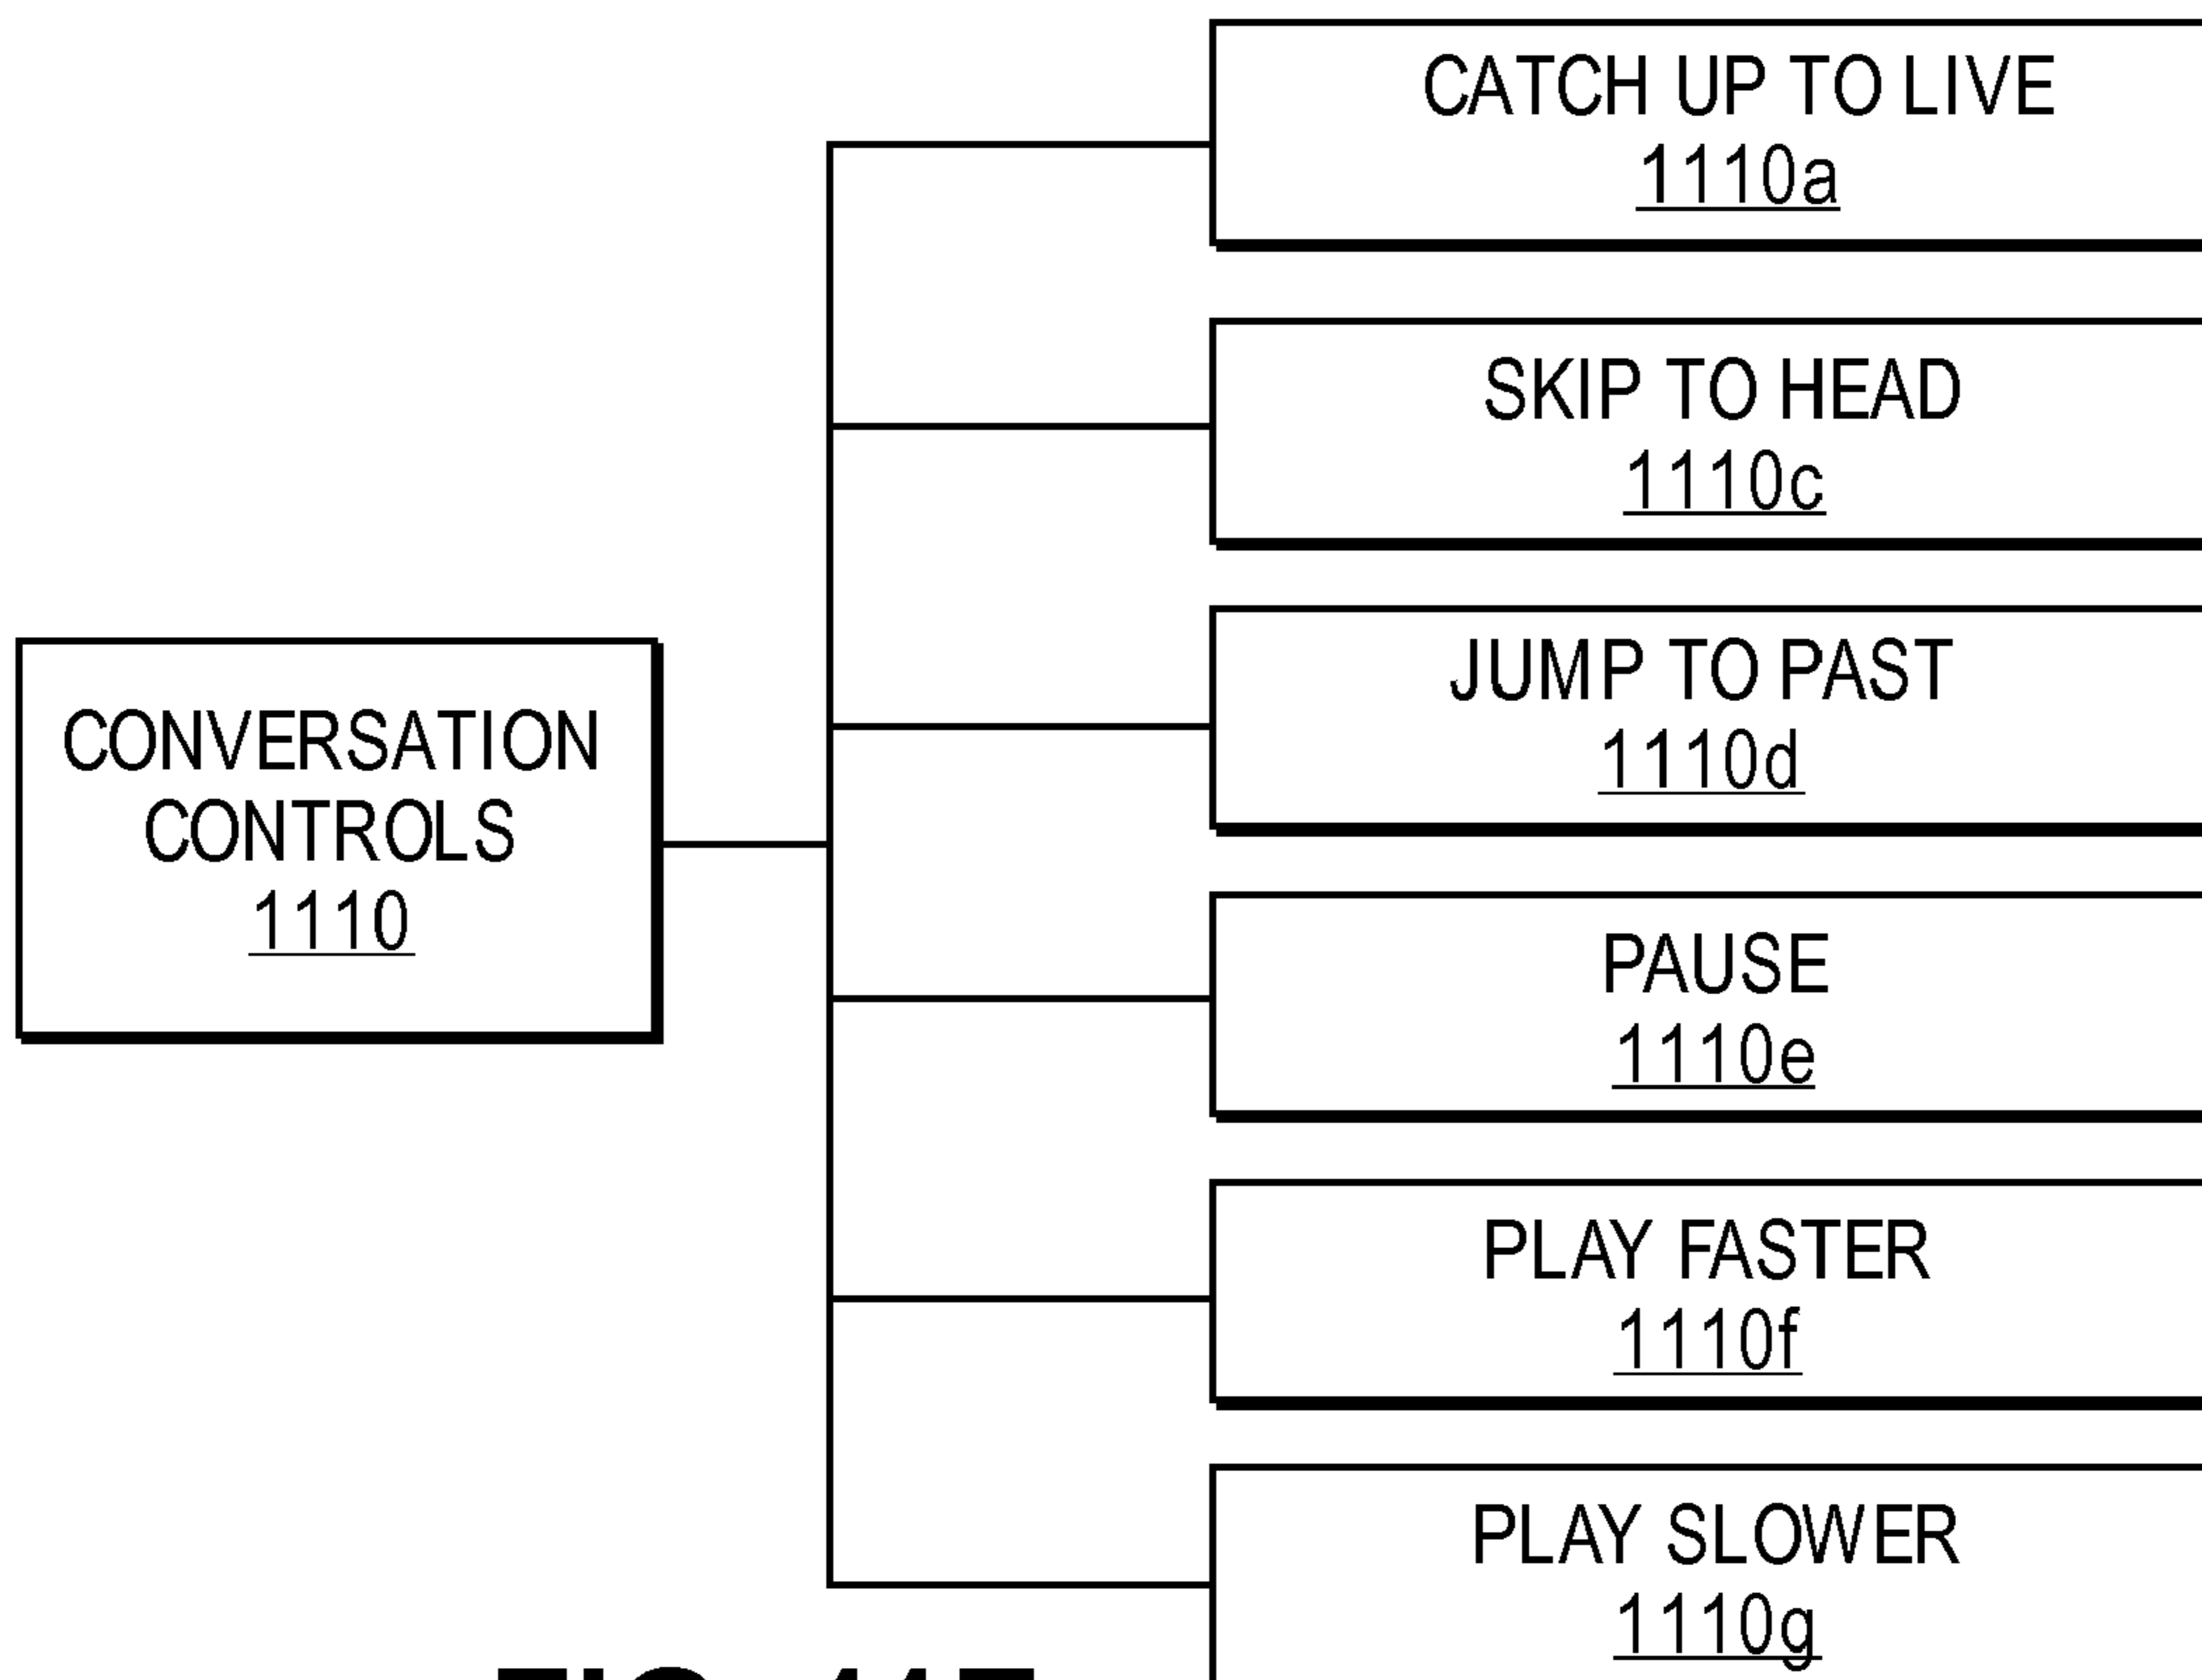 CATCH UP TO LIVE
1110a
SKIP TO HEAD
1110c
JUMP TO PAST
1110d
CONVERSATION
CONTROLS
1110
PAUSE
1110e
PLAY FASTER
1110f
PLAY SLOWER
1110g